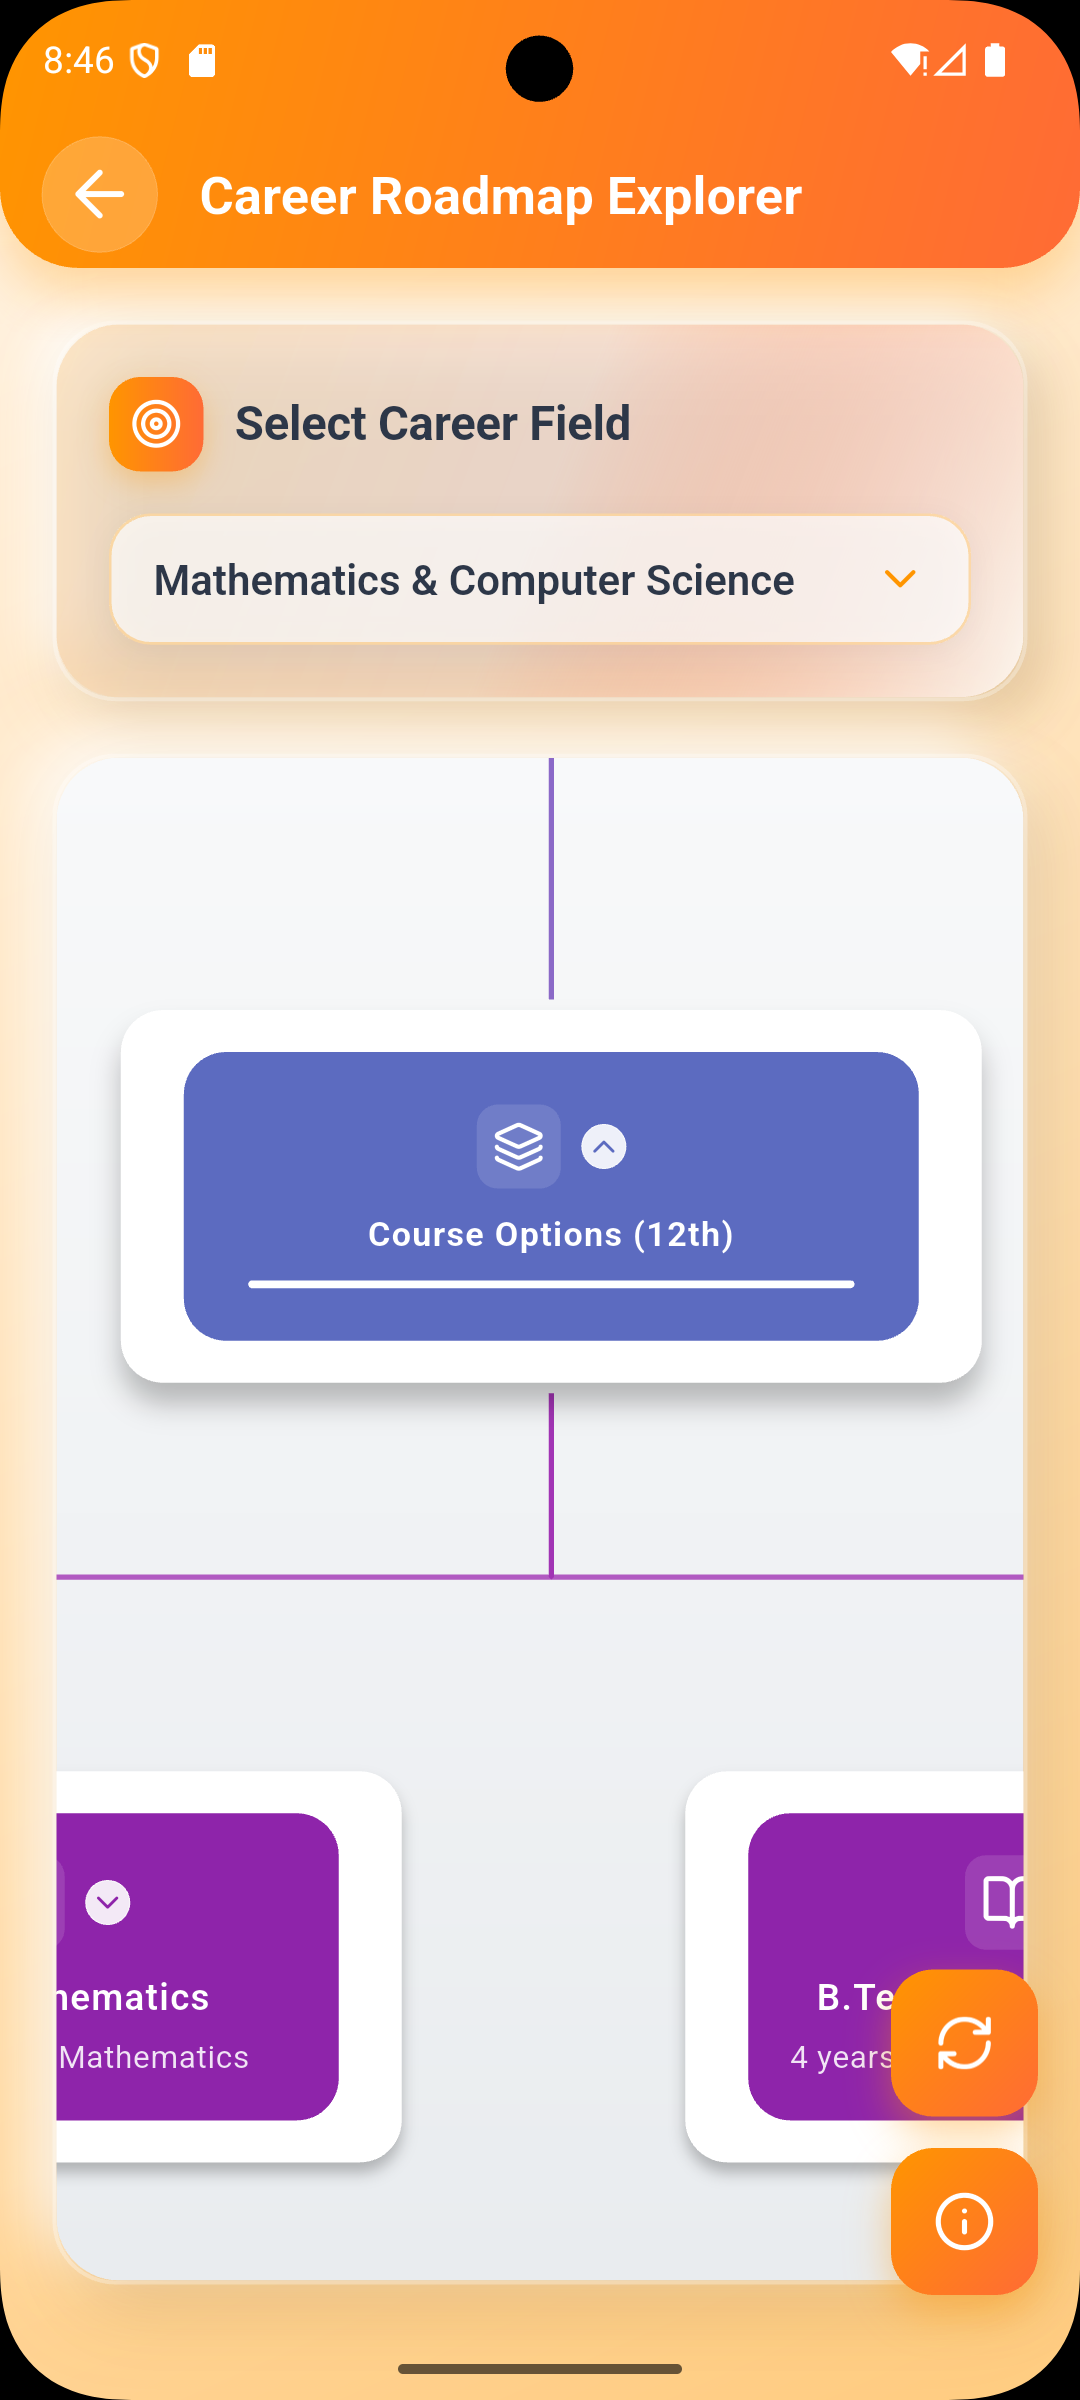 8:46
Career Roadmap Explorer
Select Career Field
Mathematics & Computer Science
Course Options (12th)
hematics
Mathematics
B.Te
4 years